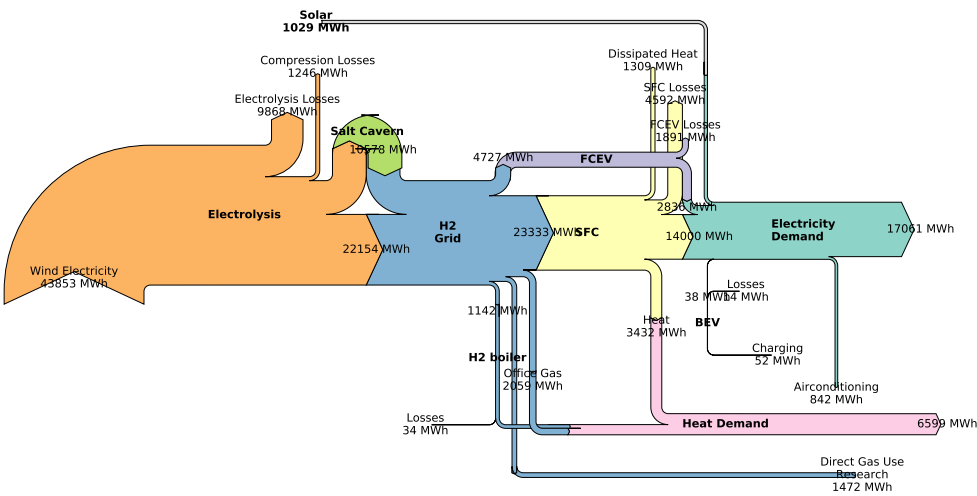 Solar
1029 MWh
Compression Losses
1246 MWh
Dissipated Heat
1309 MWh
SFC Losses
4592 MWh
Electrolysis Losses
9868 MWh
FCEV Losses
1891 MWh
Salt Cavern
10578 MWh
4727 MWh
FCEV
2836 MWh
Electrolysis
H2
Grid
22154 MWh
23333 MWh
SFC
14000 MWh
Electricity
Demand
17061 MWh
Wind Electricity
43853 MWh
Losses
14 MWh
38 MWh
BEV
1142 MWh
Heat
3432 MWh
Charging
52 MWh
H2 boiler
Office Gas
2059 MWh
Airconditioning
842 MWh
Losses
34 MWh
Heat Demand
6599 MWh
Direct Gas Use
Research
1472 MWh